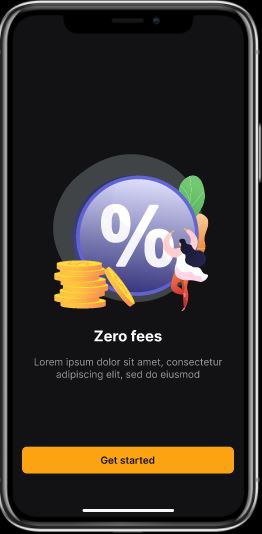 %
Zero fees
Lorem ipsum dolor sit amet, consectetur
adipiscing elit, sed do eiusmod
Get started